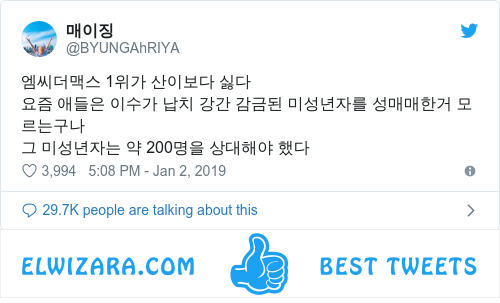 매이징
@BYUNGAhRIYA
엠씨더맥스 1위가 산이보다 싫다
요즘 애들은 이수가 납치 강간 감금된 미성년자를 성매매한거 모
르는구나
그 미성년자는 약 200명을 상대해야 했다
3,994 5:08 PM - Jan 2, 2019
29.7K people are talking about this
ELWIZARA.COM BEST TWEETS